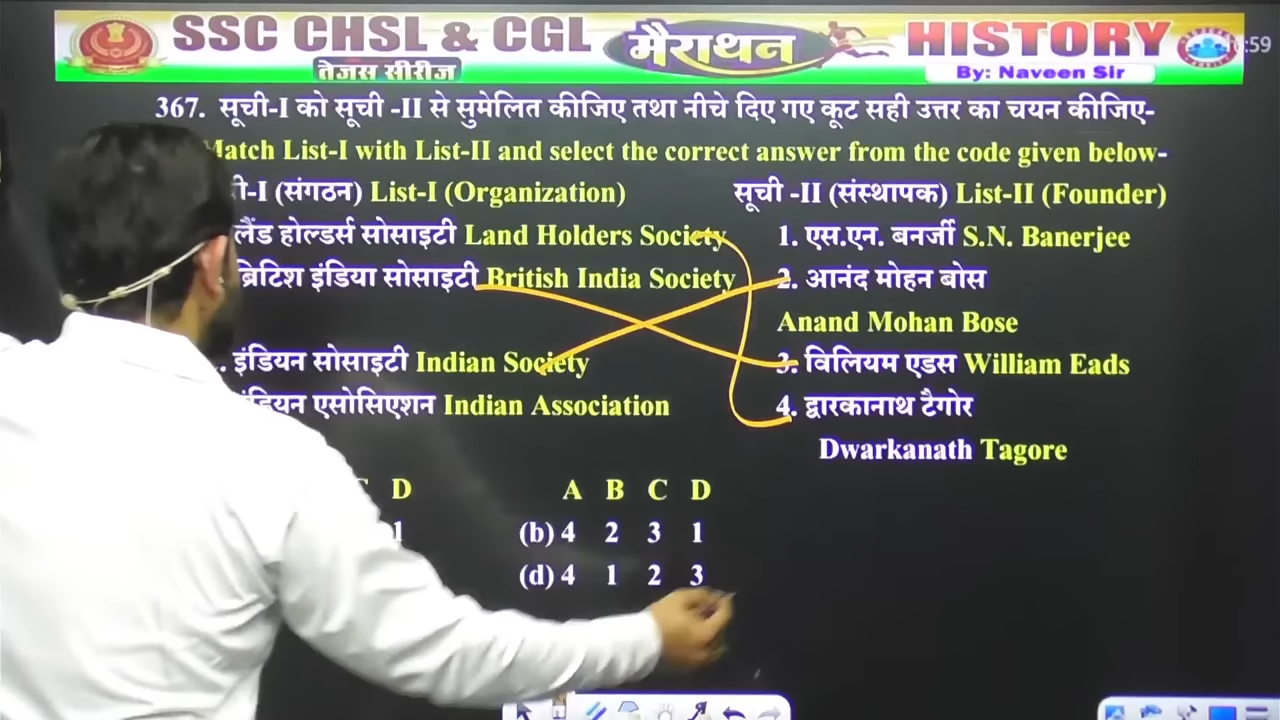 SSC CHSL & CGL मैराथन HISTORY :59
तेजस सीरीज By: Naveen Sir
367. सूची-I को सूची -II से सुमेलित कीजिए तथा नीचे दिए गए कूट सही उत्तर का चयन कीजिए-
Match List-I with List-II and select the correct answer from the code given below-
-I (संगठन) List-I (Organization) सूची -II (संस्थापक) List-II (Founder)
लैंड होल्डर्स सोसाइटी Land Holders Society 1. एस.एन. बनर्जी S.N. Banerjee
ब्रिटिश इंडिया सोसाइटी British India Society 2. आनंद मोहन बोस
Anand Mohan Bose
. इंडियन सोसाइटी Indian Society 3. विलियम एडस William Eads
एसोसिएशन Indian Association 4. द्वारकानाथ टैगोर
Dwarkanath Tagore
D A B C D
1 (b) 4 2 3 1
(d) 4 1 2 3